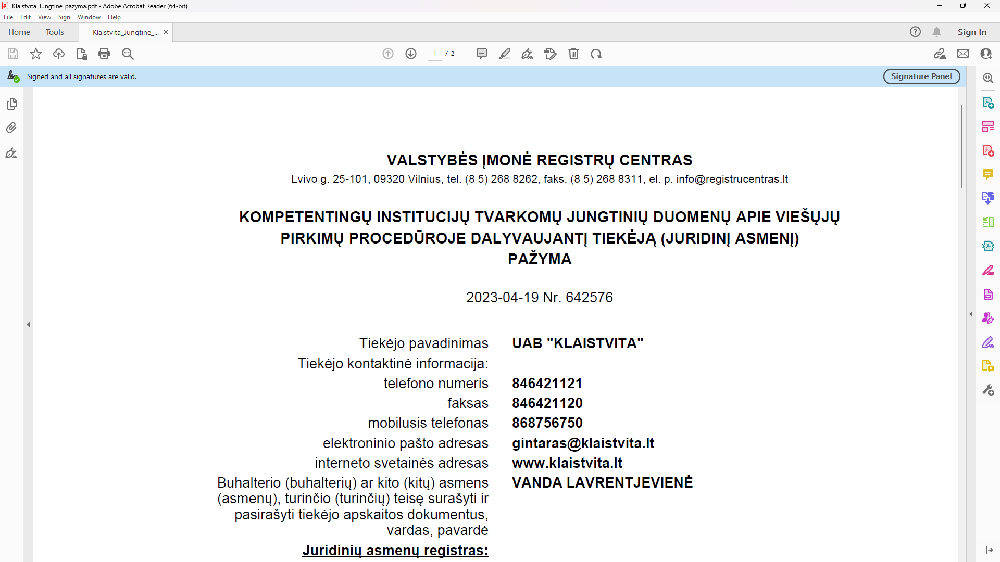 Klaistvita_Jungtine_pazyma.pdf - Adobe Acrobat Reader (64-bit)
File Edit View Sign Window Help
Home Tools Klaistvita_Jungtine_... × Sign In
1 / 2
Signed and all signatures are valid. Signature Panel
VALSTYBĖS ĮMONĖ REGISTRŲ CENTRAS
Lvivo g. 25-101, 09320 Vilnius, tel. (8 5) 268 8262, faks. (8 5) 268 8311, el. p. info@registrucentras.lt
KOMPETENTINGŲ INSTITUCIJŲ TVARKOMŲ JUNGTINIŲ DUOMENŲ APIE VIEŠŲJŲ
PIRKIMŲ PROCEDŪROJE DALYVAUJANTĮ TIEKĖJĄ (JURIDINĮ ASMENĮ)
PAŽYMA
2023-04-19 Nr. 642576
Tiekėjo pavadinimas UAB "KLAISTVITA"
Tiekėjo kontaktinė informacija:
telefono numeris 846421121
faksas 846421120
mobilusis telefonas 868756750
elektroninio pašto adresas gintaras@klaistvita.lt
interneto svetainės adresas www.klaistvita.lt
Buhalterio (buhalterių) ar kito (kitų) asmens VANDA LAVRENTJEVIENĖ
(asmenų), turinčio (turinčių) teisę surašyti ir
pasirašyti tiekėjo apskaitos dokumentus,
vardas, pavardė
Juridinių asmenų registras: